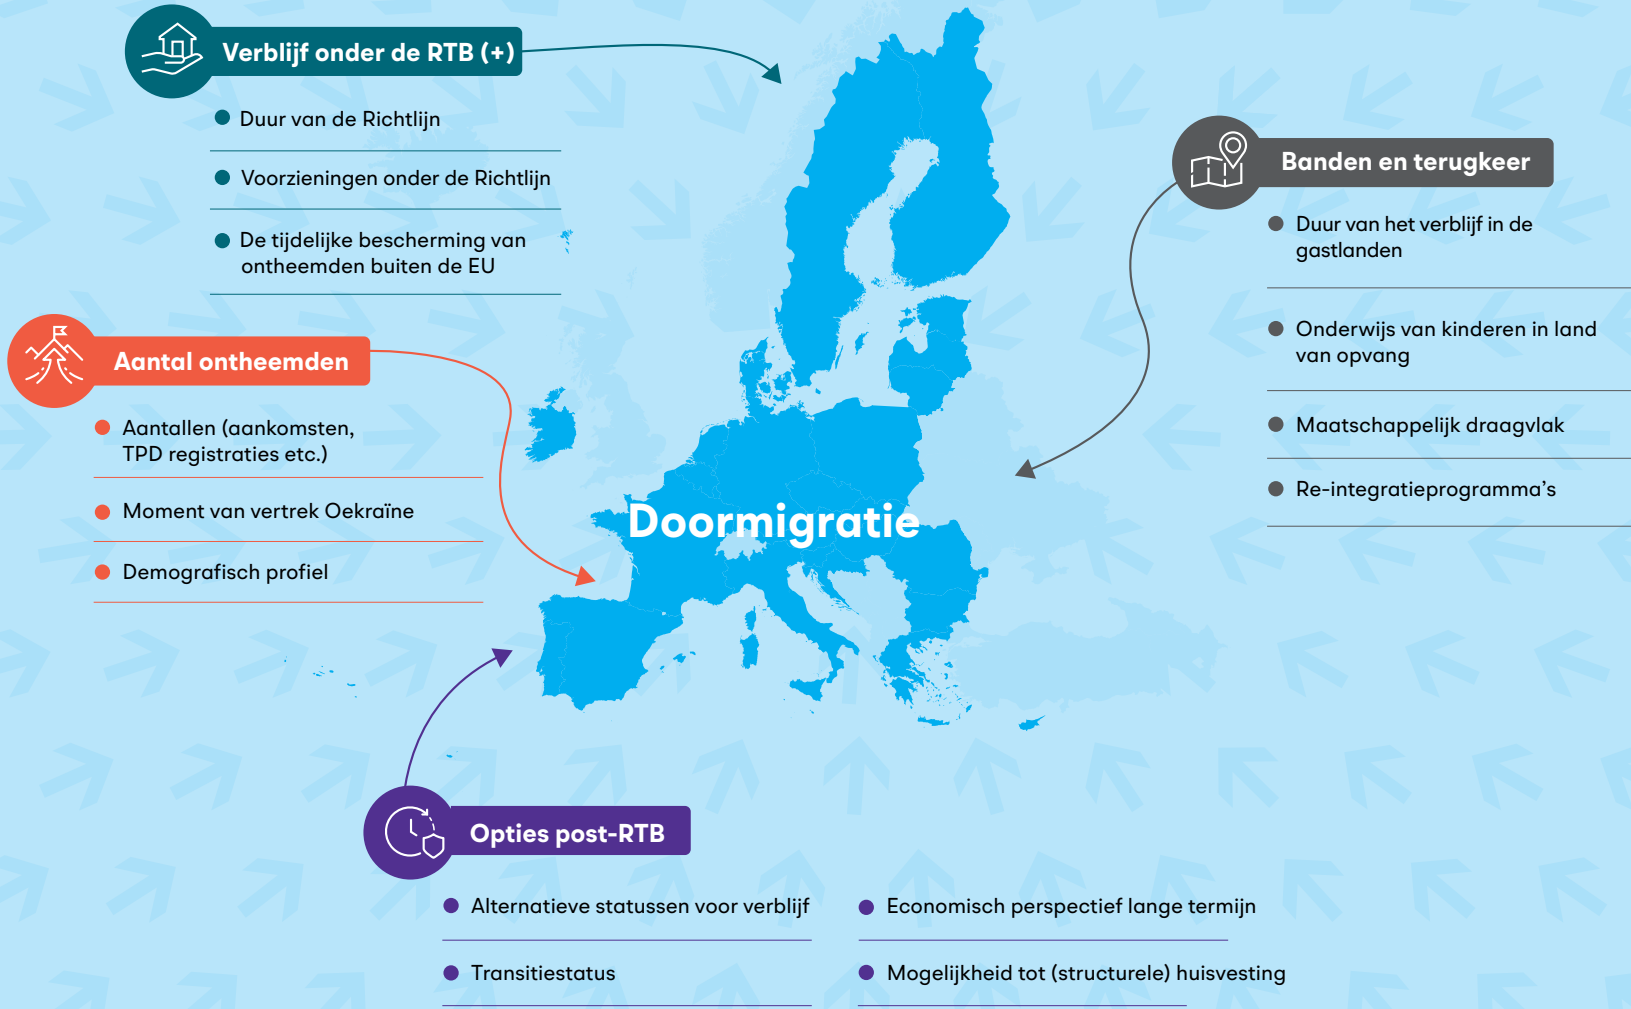 Verblijf onder de RTB (+)
Duur van de Richtlijn
Voorzieningen onder de Richtlijn
De tijdelijke bescherming van
ontheemden buiten de EU
Banden en terugkeer
Duur van het verblijf in de
gastlanden
Onderwijs van kinderen in land
van opvang
Maatschappelijk draagvlak
Re-integratieprogramma's
Aantal ontheemden
Aantallen (aankomsten,
TPD registraties etc.)
Moment van vertrek Oekraïne
Demografisch profiel
Doormigratie
Opties post-RTB
Alternatieve statussen voor verblijf
Transitiestatus
Economisch perspectief lange termijn
Mogelijkheid tot (structurele) huisvesting